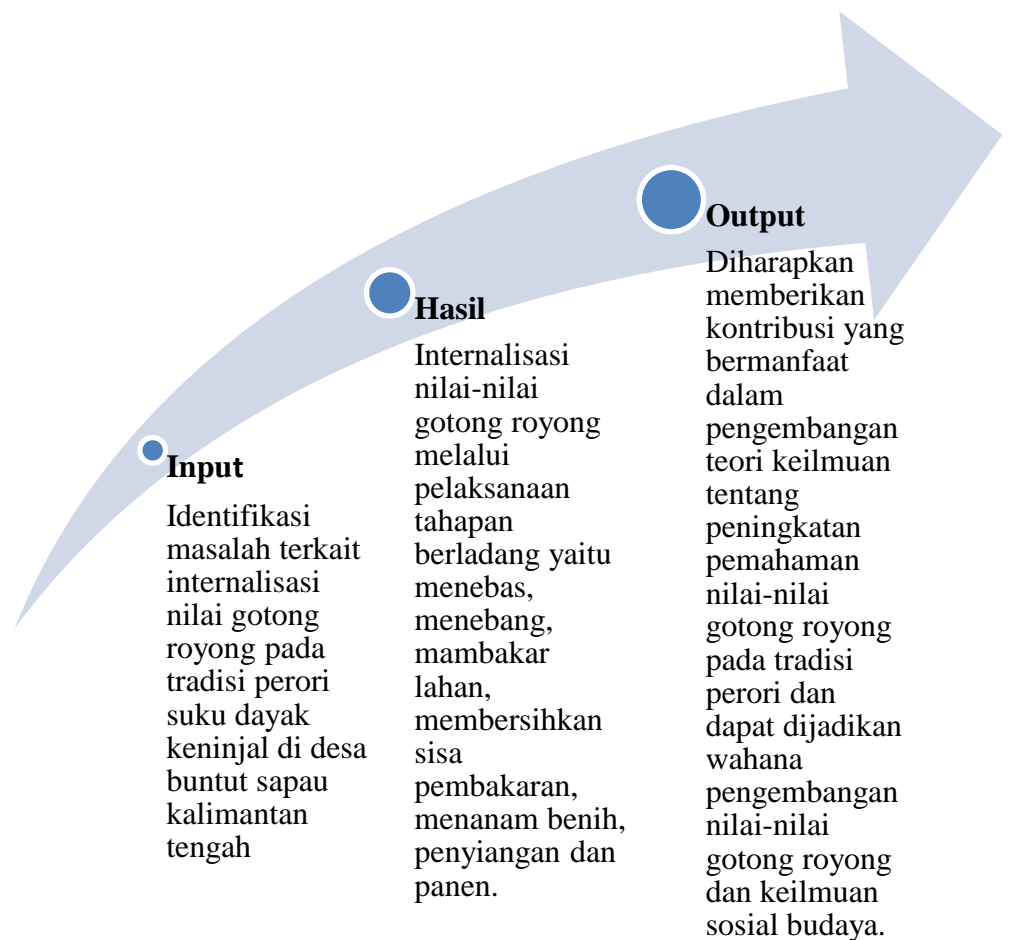 Input
Identifikasi
masalah terkait
internalisasi
nilai gotong
royong pada
tradisi perori
suku dayak
keninjal di desa
buntut sapau
kalimantan
tengah
Hasil
Internalisasi
nilai-nilai
gotong royong
melalui
pelaksanaan
tahapan
berladang yaitu
menebas,
menebang,
mambakar
lahan,
membersihkan
sisa
pembakaran,
menanam benih,
penyiangan dan
panen.
Output
Diharapkan
memberikan
kontribusi yang
bermanfaat
dalam
pengembangan
teori keilmuan
tentang
peningkatan
pemahaman
nilai-nilai
gotong royong
pada tradisi
perori dan
dapat dijadikan
wahana
pengembangan
nilai-nilai
gotong royong
dan keilmuan
sosial budaya.